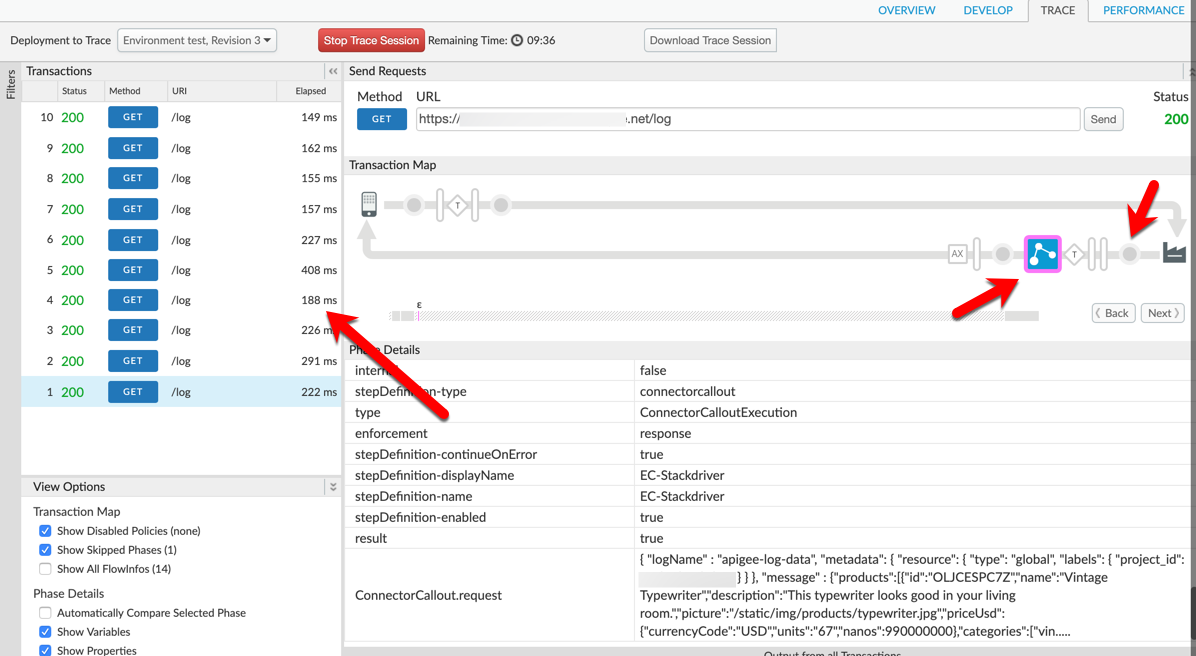 OVERVIEW DEVELOP TRACE PERFORMANCE
Deployment to Trace Environment test, Revision 3 Stop Trace Session Remaining Time: 09:36 Download Trace Session
Filters
Transactions
Status Method URI Elapsed
10 200 GET /log 149 ms
9 200 GET /log 162 ms
8 200 GET /log 155 ms
7 200 GET /log 157 ms
6 200 GET /log 227 ms
5 200 GET /log 408 ms
4 200 GET /log 188 ms
3 200 GET /log 226 ms
2 200 GET /log 291 ms
1 200 GET /log 222 ms
View Options
Transaction Map
Show Disabled Policies (none)
Show Skipped Phases (1)
Show All FlowInfos (14)
Phase Details
Automatically Compare Selected Phase
Show Variables
Show Properties
Send Requests
Method URL Status
GET https:// .net/log Send 200
Transaction Map
T
AX T
ε
Back Next
Details
stepDefinition-type connectorcallout
false
type ConnectorCalloutExecution
enforcement response
stepDefinition-continueOnError true
stepDefinition-displayName EC-Stackdriver
stepDefinition-name EC-Stackdriver
stepDefinition-enabled true
result true
ConnectorCallout.request
{ "logName" : "apigee-log-data", "metadata": { "resource": { "type": "global", "labels": { "project_id":
} } }, "message" : {"products":[{"id":"OLJCESPC7Z","name":"Vintage
Typewriter","description":"This typewriter looks good in your living
room.","picture":"/static/img/products/typewriter.jpg","priceUsd":
{"currencyCode":"USD","units":"67","nanos":990000000},"categories":["vin.....
Output from all Transactions